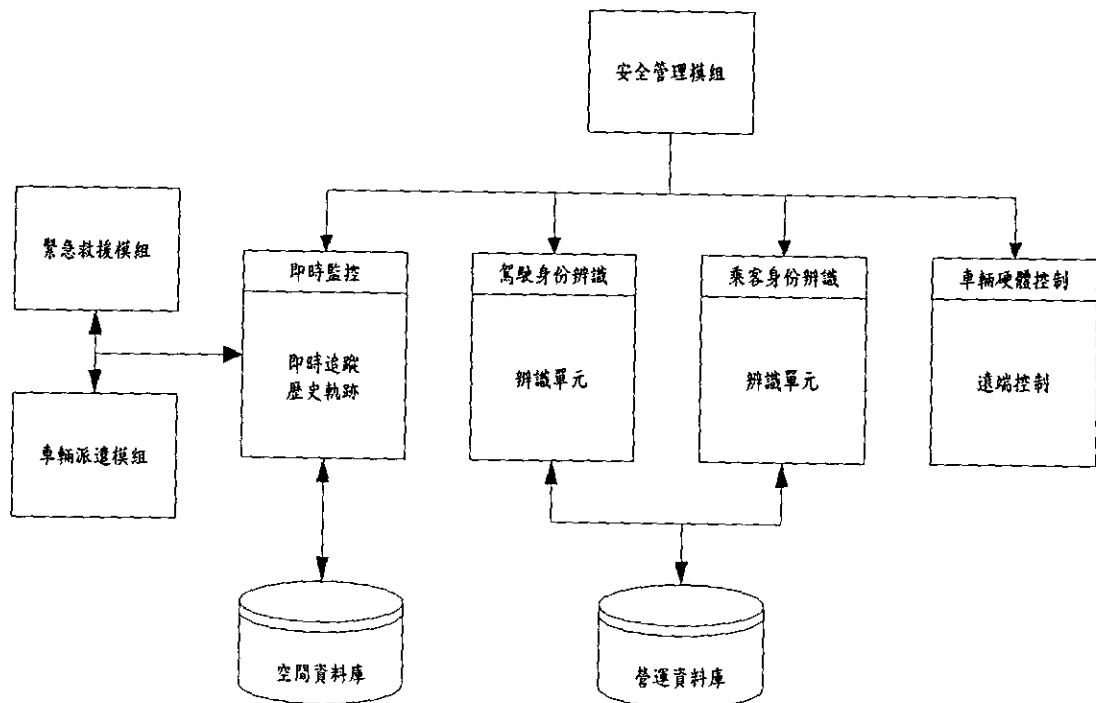 安全管理模組
緊急救援模組
即時監控
駕駛身份辨識
乘客身份辨識
車輛硬體控制
即時追蹤
歷史軌跡
辨識單元
辨識單元
遠端控制
車輛派遣模組
空間資料庫
營運資料庫